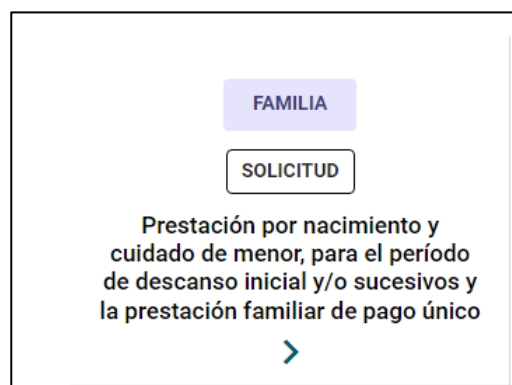 FAMILIA
SOLICITUD
Prestación por nacimiento y
cuidado de menor, para el período
de descanso inicial y/o sucesivos y
la prestación familiar de pago único